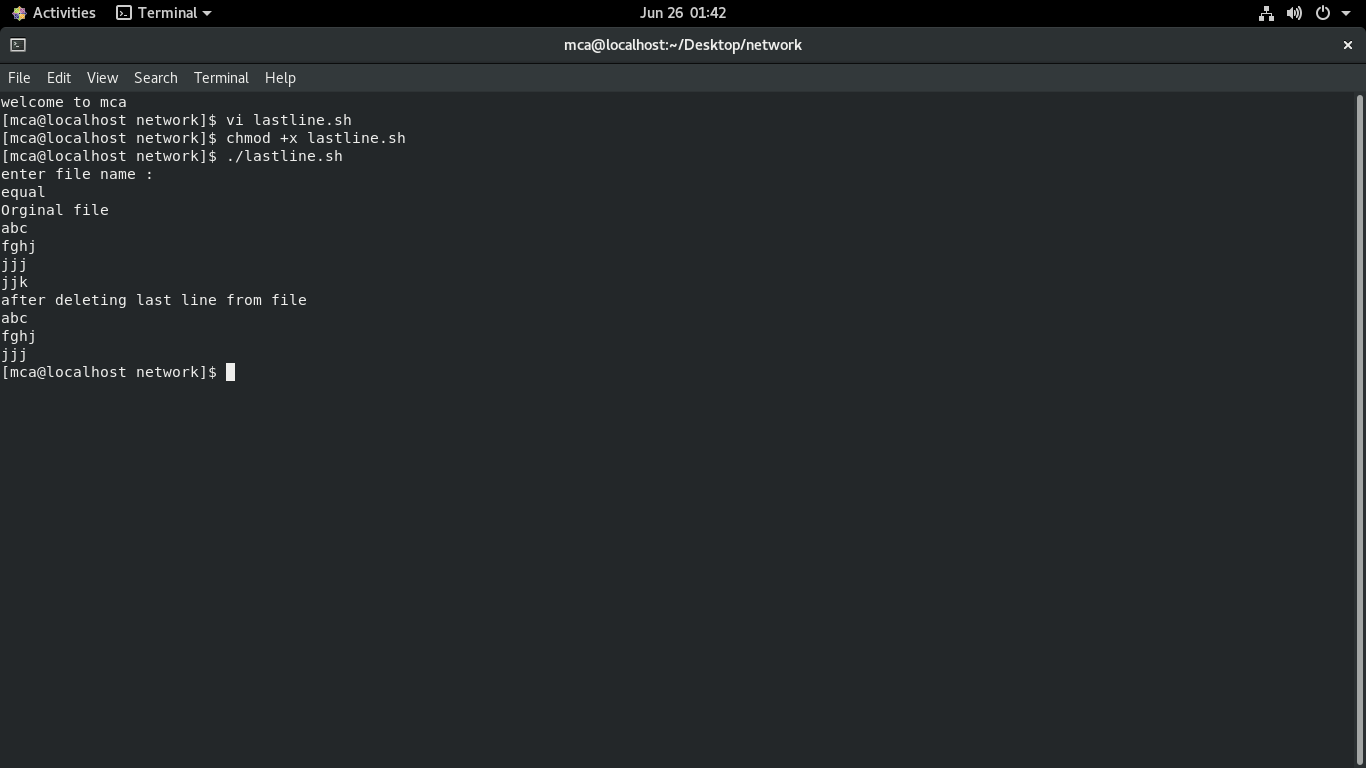 Activities Terminal Jun 26 01:42
mca@localhost:~/Desktop/network
File Edit View Search Terminal Help
welcome to mca
[mca@localhost network]$ vi lastline.sh
[mca@localhost network]$ chmod +x lastline.sh
[mca@localhost network]$ ./lastline.sh
enter file name :
equal
Orginal file
abc
fghj
jjj
jjk
after deleting last line from file
abc
fghj
jjj
[mca@localhost network]$